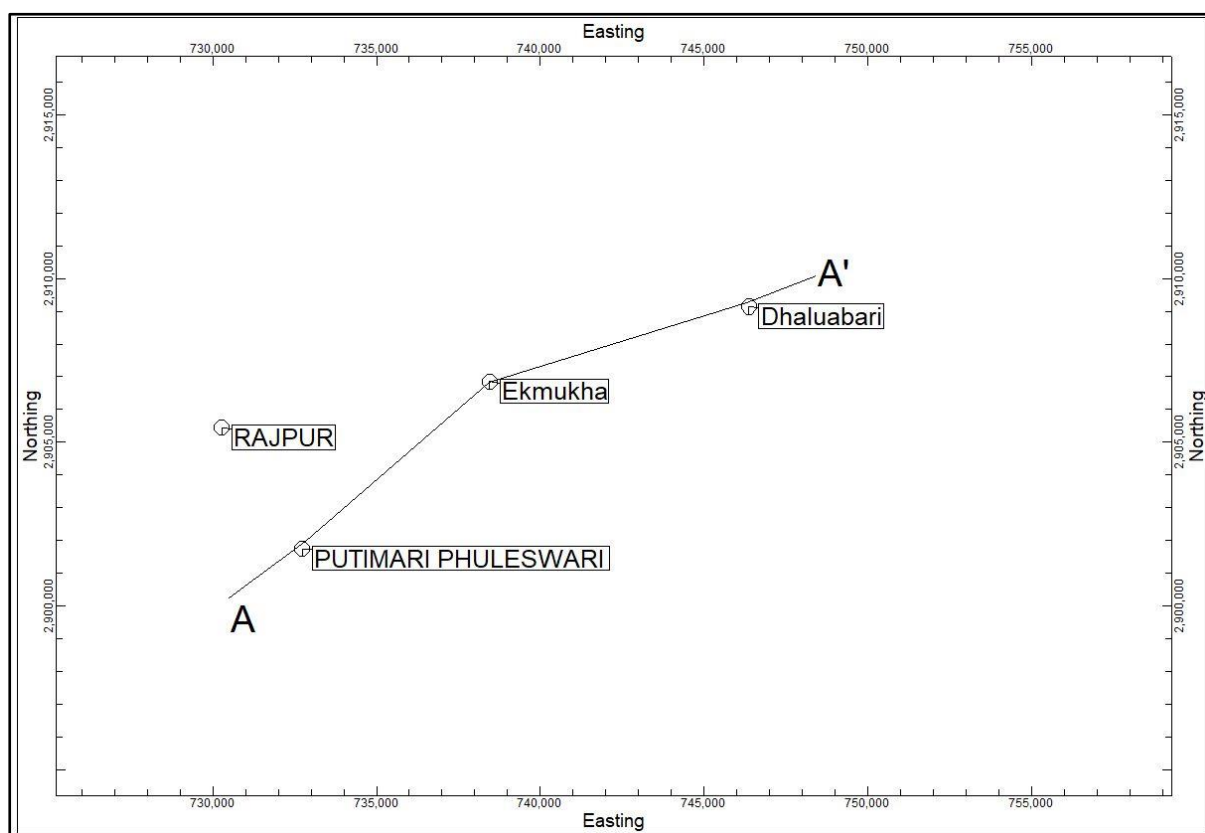 Easting
730,000 735,000 740,000 745,000 750,000 755,000
2,915,000 2,915,000
A'
2,910,000 2,910,000
Dhaluabari
Ekmukha
Northing Northing
RAJPUR
2,905,000 2,905,000
PUTIMARI PHULESWARI
2,900,000 2,900,000
A
730,000 735,000 740,000 745,000 750,000 755,000
Easting